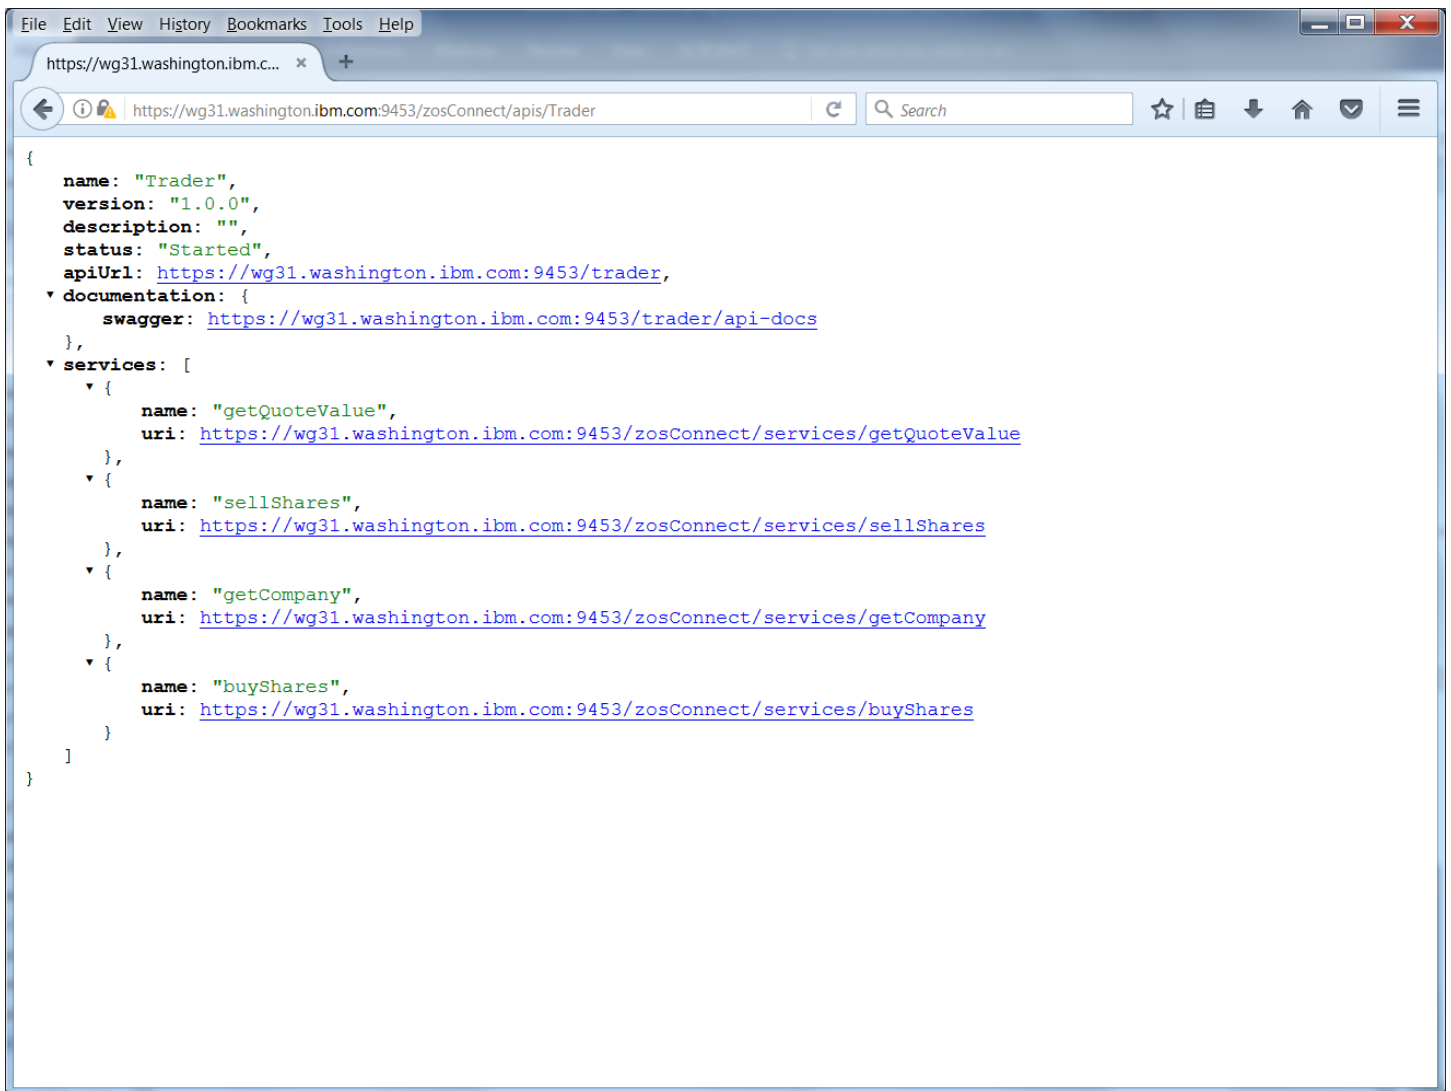 File Edit View History Bookmarks Tools Help
https://wg31.washington.ibm.c... × +
https://wg31.washington.ibm.com:9453/zosConnect/apis/Trader
Search
{
name: "Trader",
version: "1.0.0",
description: "",
status: "Started",
apiUrl: https://wg31.washington.ibm.com:9453/trader,
documentation: {
swagger: https://wg31.washington.ibm.com:9453/trader/api-docs
},
services: [
{
name: "getQuoteValue",
uri: https://wg31.washington.ibm.com:9453/zosConnect/services/getQuoteValue
},
{
name: "sellShares",
uri: https://wg31.washington.ibm.com:9453/zosConnect/services/sellShares
},
{
name: "getCompany",
uri: https://wg31.washington.ibm.com:9453/zosConnect/services/getCompany
},
{
name: "buyShares",
uri: https://wg31.washington.ibm.com:9453/zosConnect/services/buyShares
}
]
}